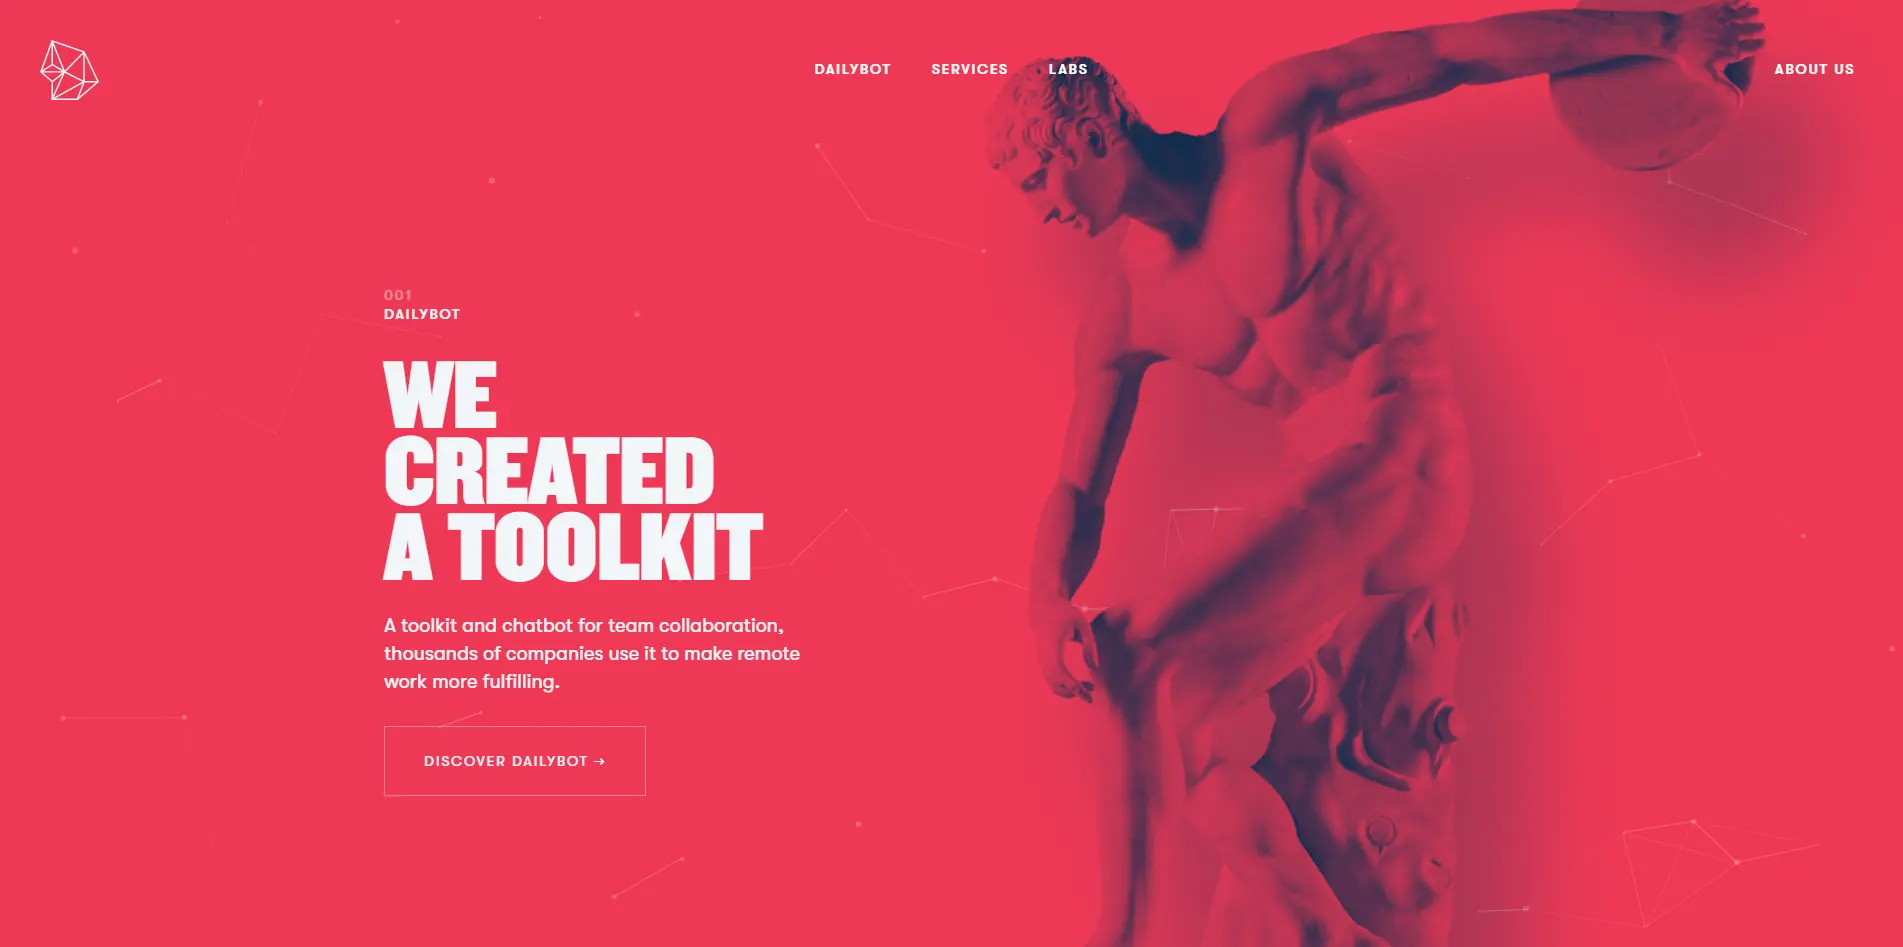 DAILYBOT
SERVICES
LABS
ABOUT US
001
DAILYBOT
WE
CREATED
A TOOLKIT
A toolkit and chatbot for team collaboration,
thousands of companies use it to make remote
work more fulfilling.
DISCOVER DAILYBOT →